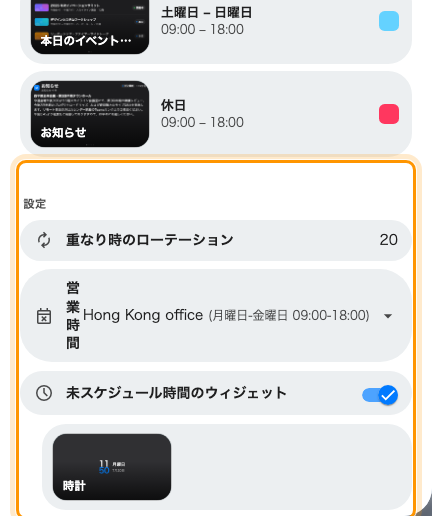 本日のイベント…
土曜日 – 日曜日
09:00 – 18:00
お知らせ
お知らせ
休日
09:00 – 18:00
設定
重なり時のローテーション
20
営業時間
Hong Kong office (月曜日-金曜日 09:00-18:00)
未スケジュール時間のウィジェット
11
50
月曜日
時計